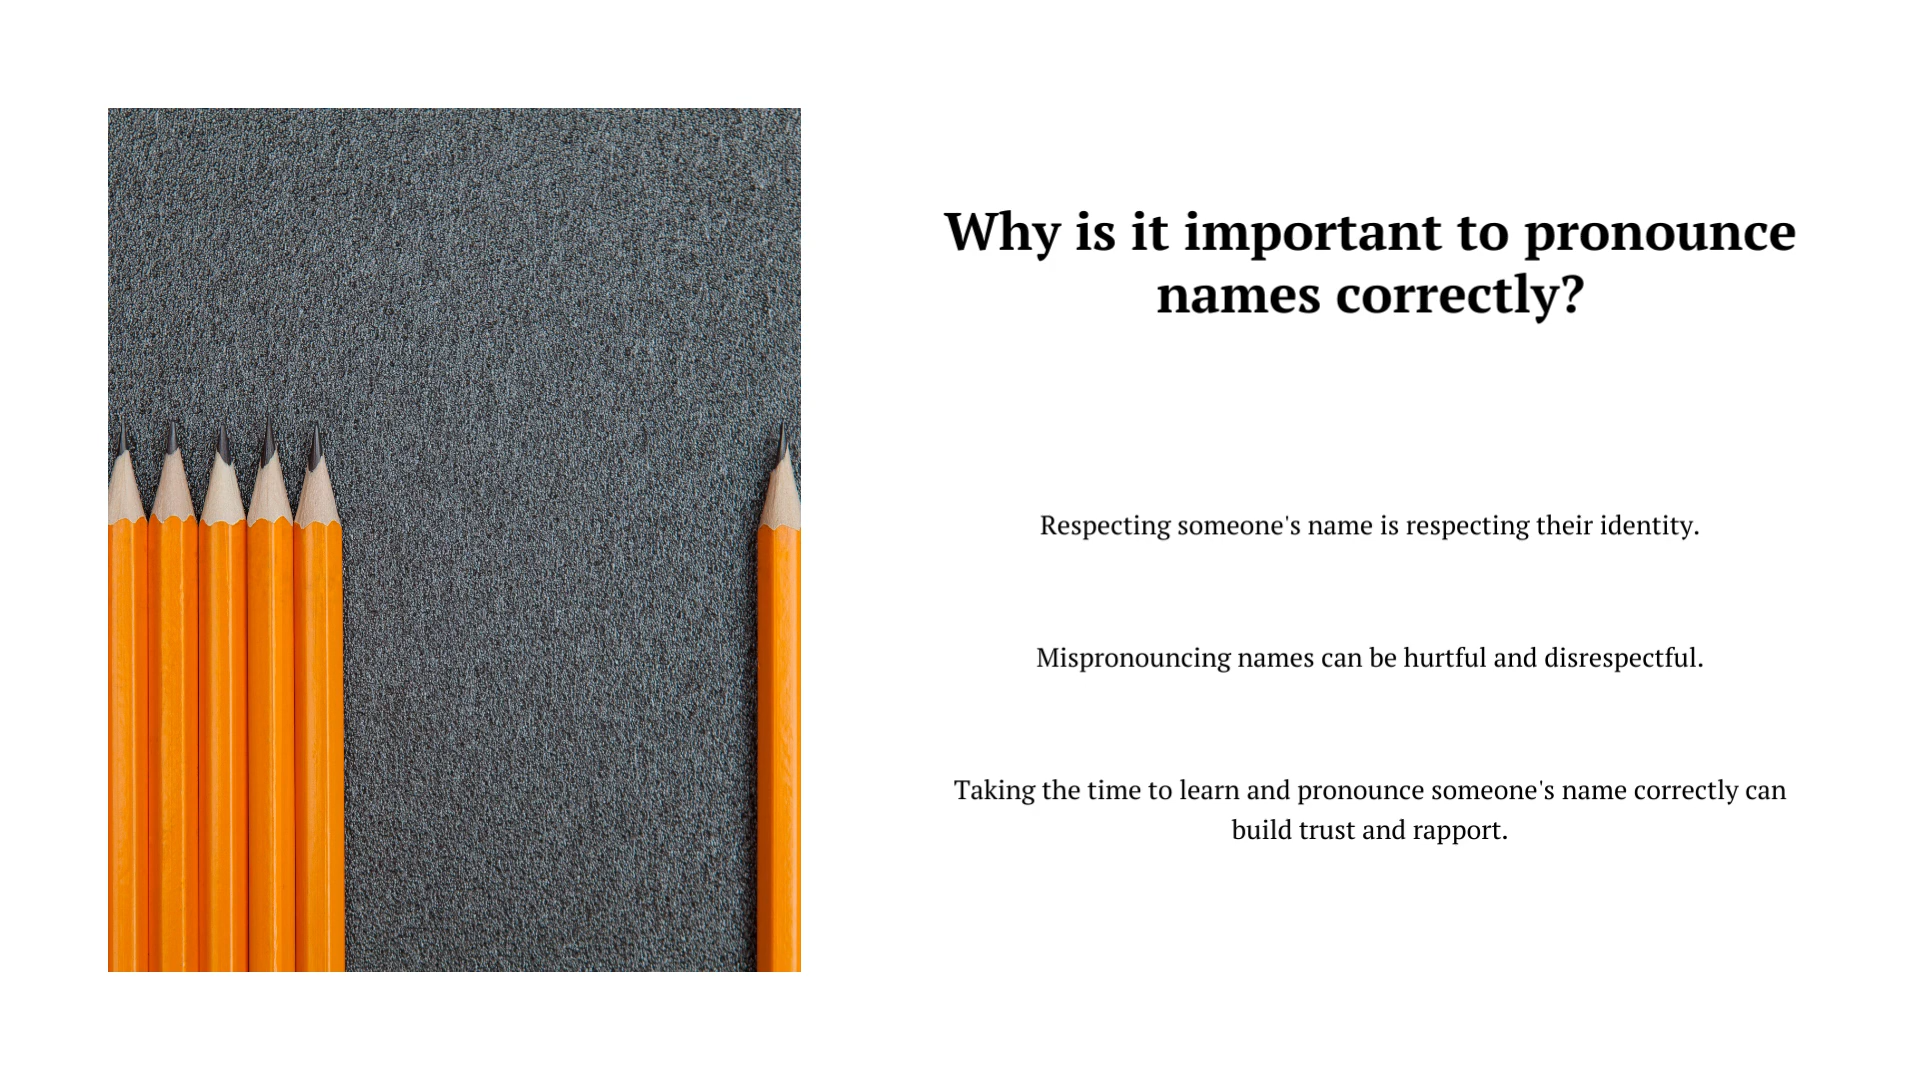 Why is it important to pronounce
names correctly?
Respecting someone's name is respecting their identity.
Mispronouncing names can be hurtful and disrespectful.
Taking the time to learn and pronounce someone's name correctly can
build trust and rapport.